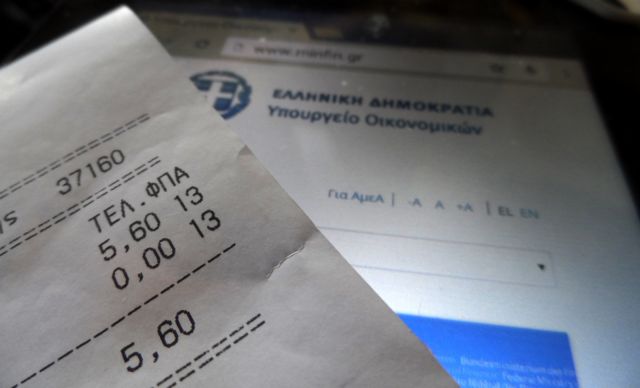 www.minfin.gr
ΕΛΛΗΝΙΚΗ ΔΗΜΟΚΡΑΤΙΑ
Υπουργείο Οικονομικών
Για ΑμεΑ | -A A +A | EL EN
37160
ΤΕΛ.ΦΠΑ
5,60 13
0,00 13
5,60